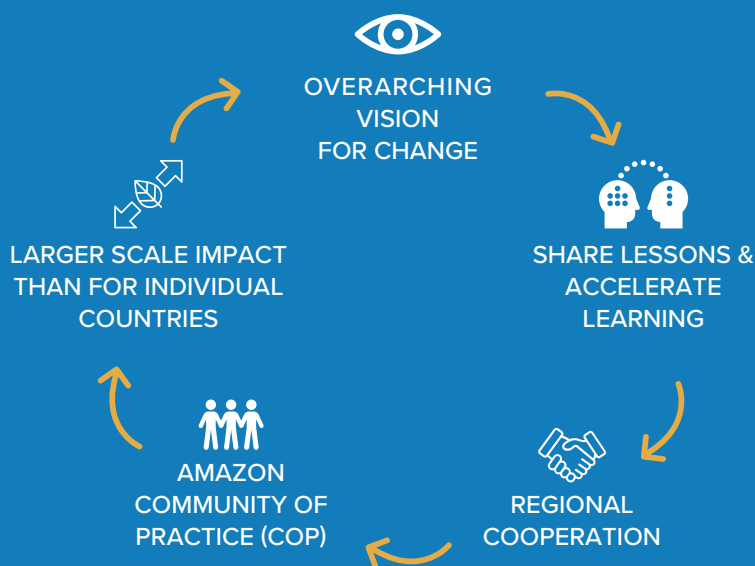 OVERARCHING
VISION
FOR CHANGE
SHARE LESSONS &
ACCELERATE
LEARNING
REGIONAL
COOPERATION
AMAZON
COMMUNITY OF
PRACTICE (COP)
LARGER SCALE IMPACT
THAN FOR INDIVIDUAL
COUNTRIES